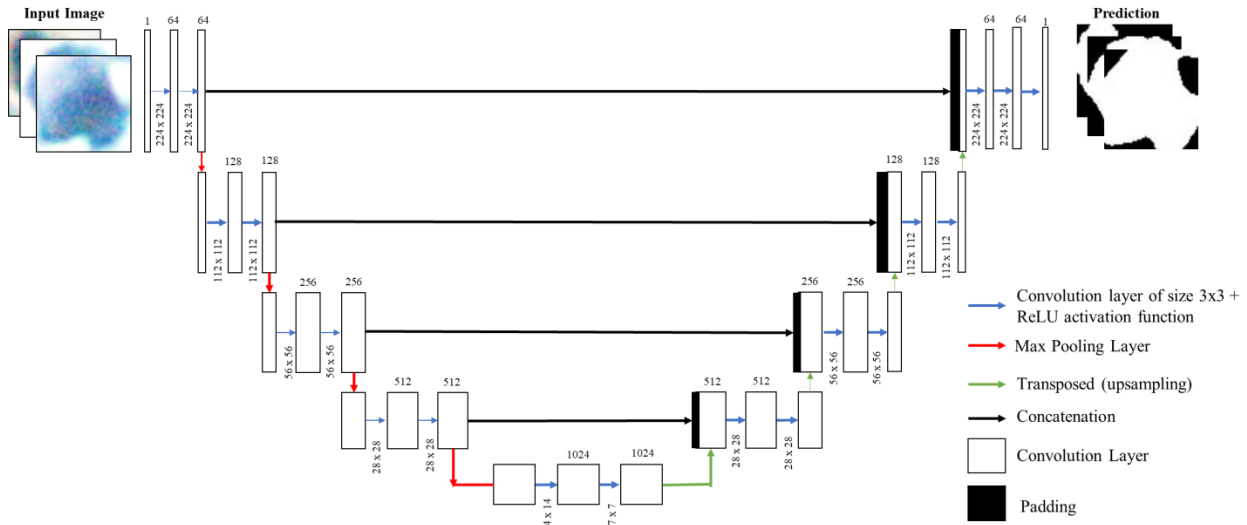 Input Image
1
64
64
64
64
1
Prediction
224 x 224
224 x 224
224 x 224
224 x 224
128
128
128
128
112 x 112
112 x 112
112 x 112
112 x 112
256
256
256
256
56 x 56
56 x 56
56 x 56
56 x 56
512
512
512
512
28 x 28
28 x 28
28 x 28
28 x 28
1024
1024
4 x 14
7 x 7
Convolution layer of size 3x3 +
ReLU activation function
Max Pooling Layer
Transposed (upsampling)
Concatenation
Convolution Layer
Padding